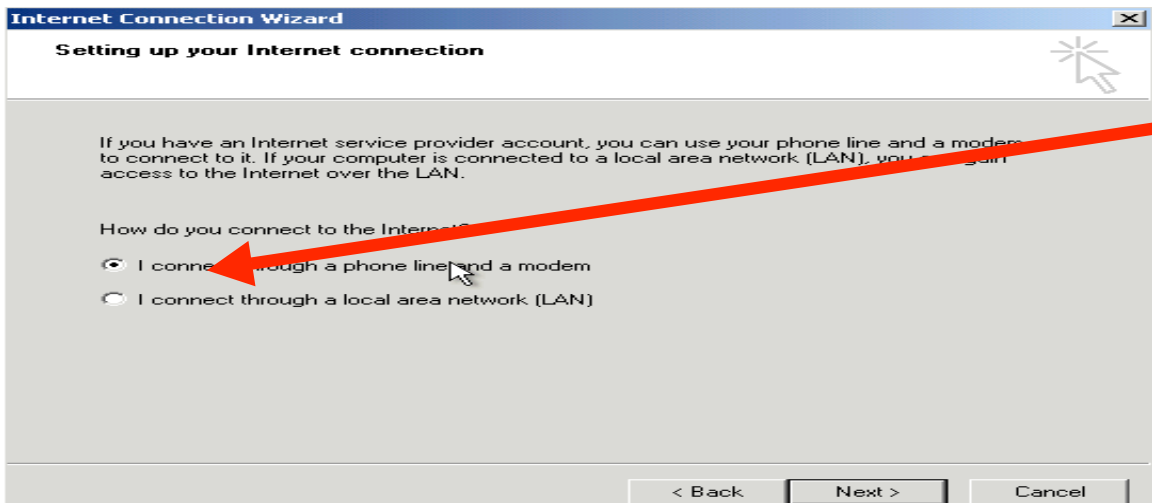 Internet Connection Wizard
Setting up your Internet connection
If you have an Internet service provider account, you can use your phone line and a modem
to connect to it. If your computer is connected to a local area network (LAN), you gain
access to the Internet over the LAN.
How do you connect to the Internet?
I connect through a phone line and a modem
I connect through a local area network (LAN)
< Back
Next >
Cancel